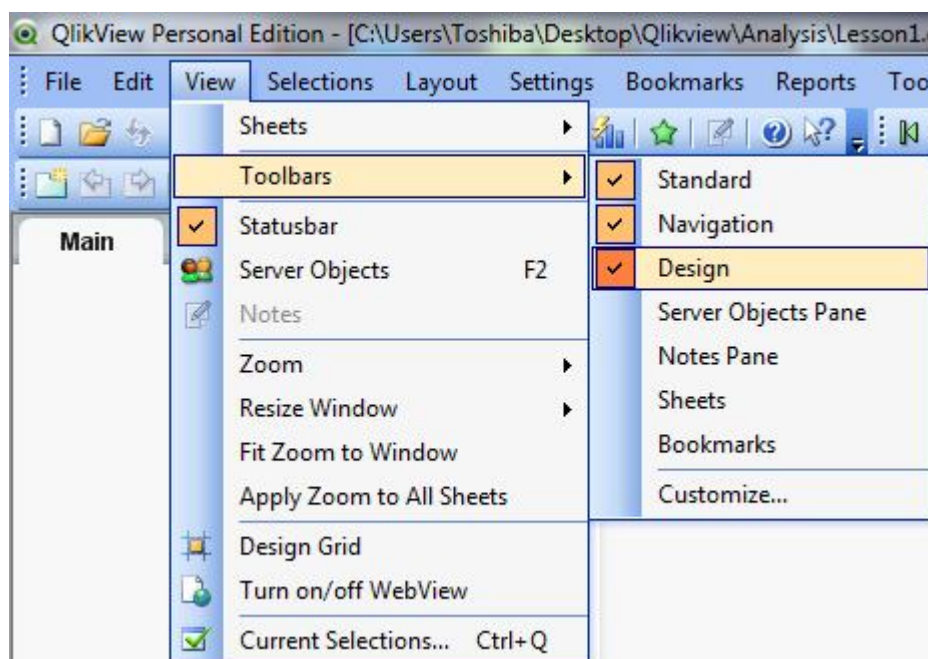 QlikView Personal Edition - [C:\Users\Toshiba\Desktop\Qlikview\Analysis\Lesson1.
File Edit View Selections Layout Settings Bookmarks Reports Too
Sheets
Toolbars
Standard
Navigation
Main
Statusbar
Server Objects F2
Design
Notes
Server Objects Pane
Notes Pane
Zoom
Sheets
Resize Window
Bookmarks
Fit Zoom to Window
Apply Zoom to All Sheets
Customize...
Design Grid
Turn on/off WebView
Current Selections... Ctrl+Q